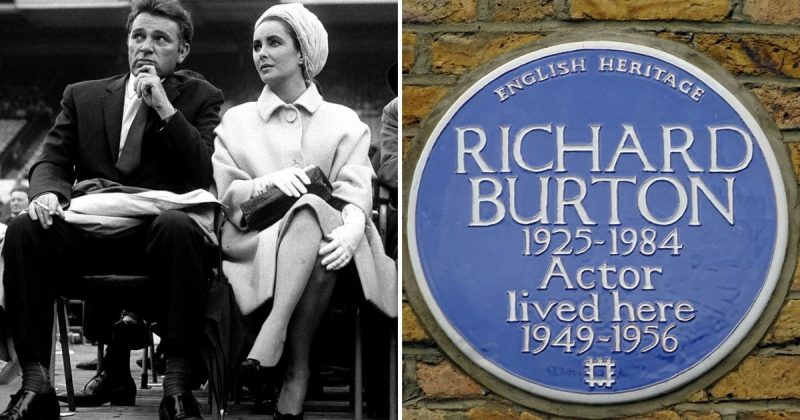 ENGLISH HERITAGE
RICHARD
BURTON
1925-1984
Actor
lived here
1949-1956